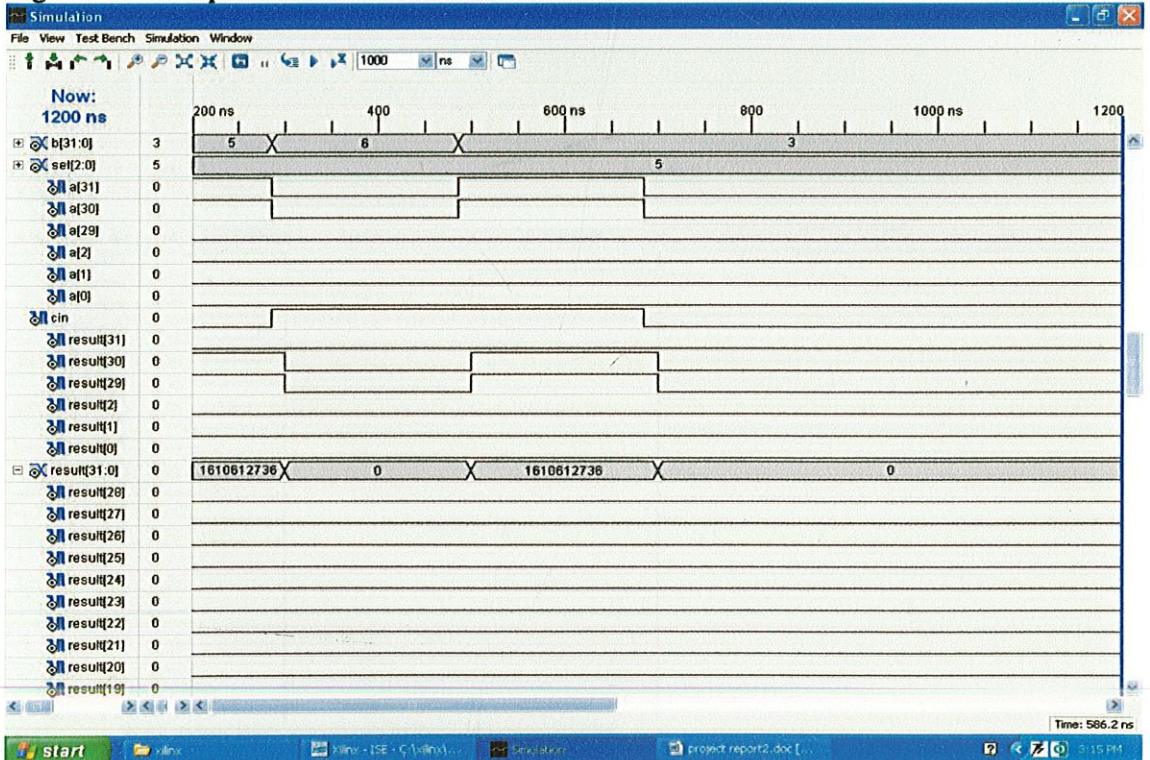 Simulation
File View Test Bench Simulation Window
1000 ns
Now:
1200 ns
200 ns 400 600 ns 800 1000 ns 1200
b[31:0] 3 5 6 3
sel[2:0] 5 5
a[31] 0
a[30] 0
a[29] 0
a[2] 0
a[1] 0
a[0] 0
cin 0
result[31] 0
result[30] 0
result[29] 0
result[2] 0
result[1] 0
result[0] 0
result[31:0] 0 1610612736 0 1610612736 0
result[28] 0
result[27] 0
result[26] 0
result[25] 0
result[24] 0
result[23] 0
result[22] 0
result[21] 0
result[20] 0
result[19] 0
Time: 586.2 ns
start xilinx Xilinx - ISE - C:\xilinx\... Simulation project report2.doc [... 3:15 PM